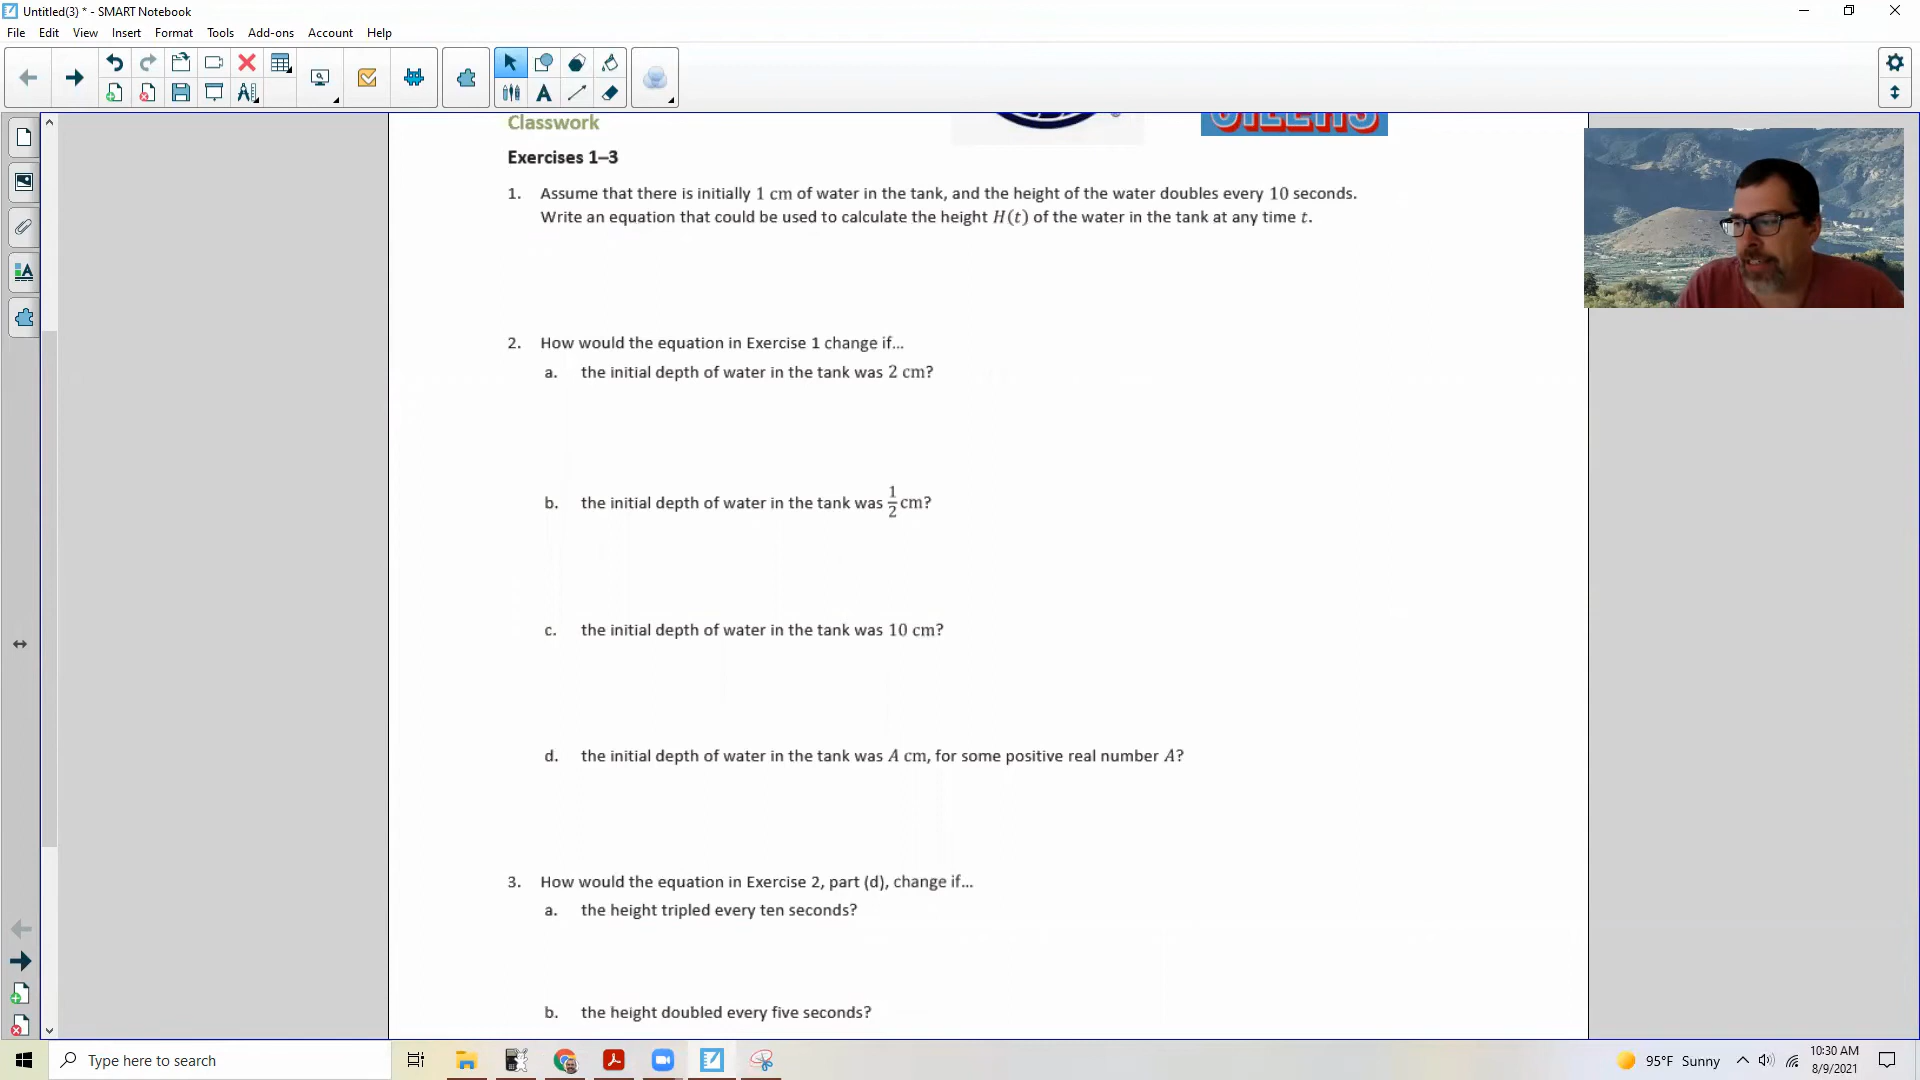 Untitled(3) * - SMART Notebook
File Edit View Insert Format Tools Add-ons Account Help
Classwork
OILERS
Exercises 1–3
1. Assume that there is initially 1 cm of water in the tank, and the height of the water doubles every 10 seconds.
Write an equation that could be used to calculate the height H(t) of the water in the tank at any time t.
2. How would the equation in Exercise 1 change if...
a. the initial depth of water in the tank was 2 cm?
b. the initial depth of water in the tank was 1/2 cm?
c. the initial depth of water in the tank was 10 cm?
d. the initial depth of water in the tank was A cm, for some positive real number A?
3. How would the equation in Exercise 2, part (d), change if...
a. the height tripled every ten seconds?
b. the height doubled every five seconds?
Type here to search
95°F Sunny
10:30 AM
8/9/2021